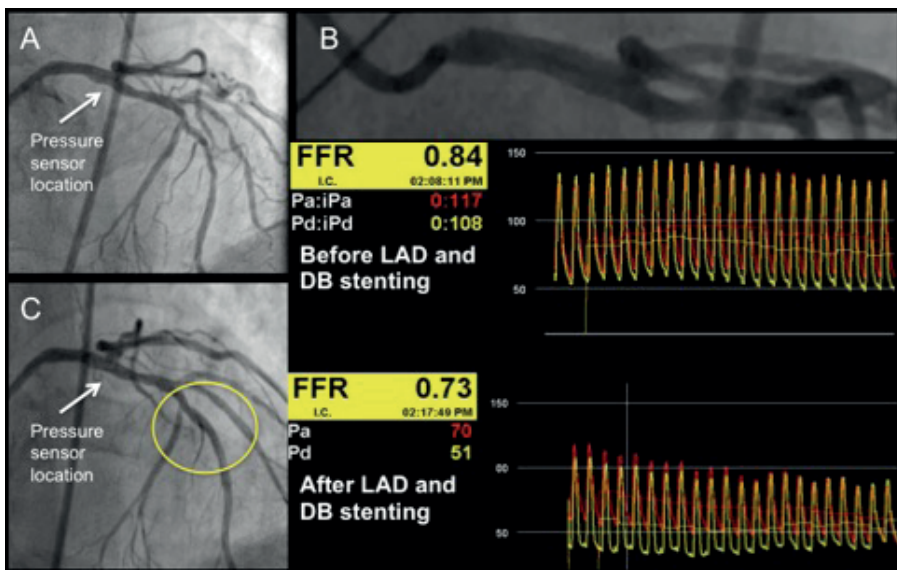 A
Pressure
sensor
location
B
FFR 0.84
I.C. 02:08:11 PM
Pa:iPa 0:117
Pd:iPd 0:108
Before LAD and
DB stenting
150
100
50
C
Pressure
sensor
location
FFR 0.73
I.C. 02:17:49 PM
Pa 70
Pd 51
After LAD and
DB stenting
150
00
50